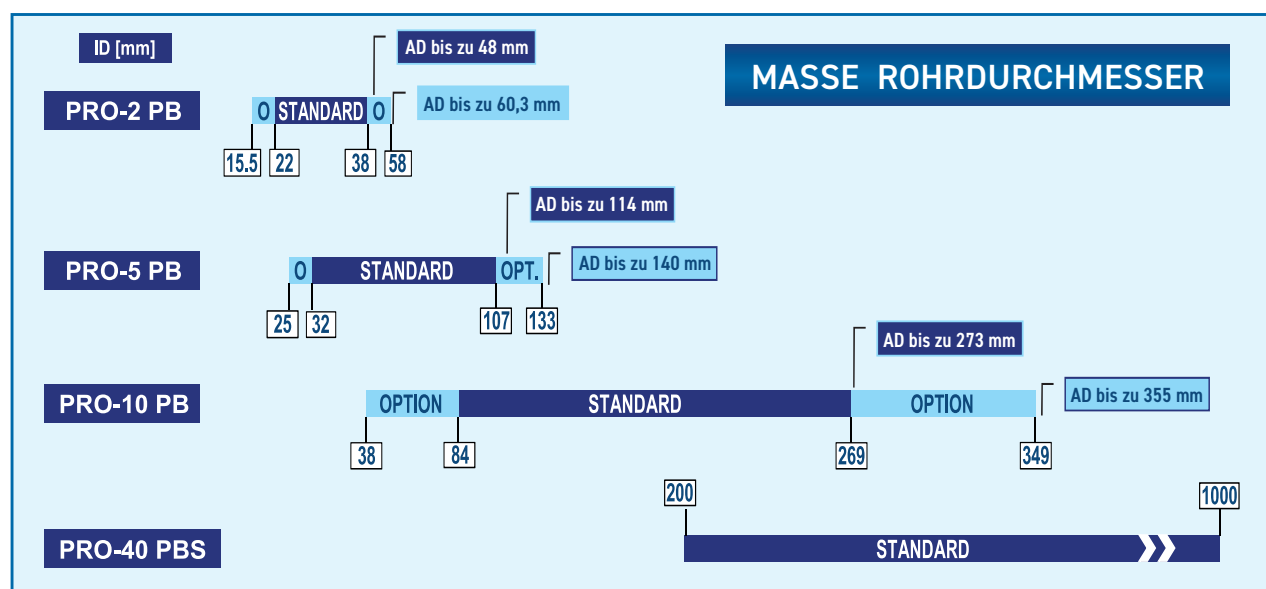 ID [mm]
AD bis zu 48 mm
MASSE ROHRDURCHMESSER
PRO-2 PB
O STANDARD O
AD bis zu 60,3 mm
15.5 22 38 58
AD bis zu 114 mm
PRO-5 PB
O STANDARD OPT.
AD bis zu 140 mm
25 32 107 133
AD bis zu 273 mm
PRO-10 PB
OPTION STANDARD OPTION
AD bis zu 355 mm
38 84 269 349
200 1000
PRO-40 PBS
STANDARD